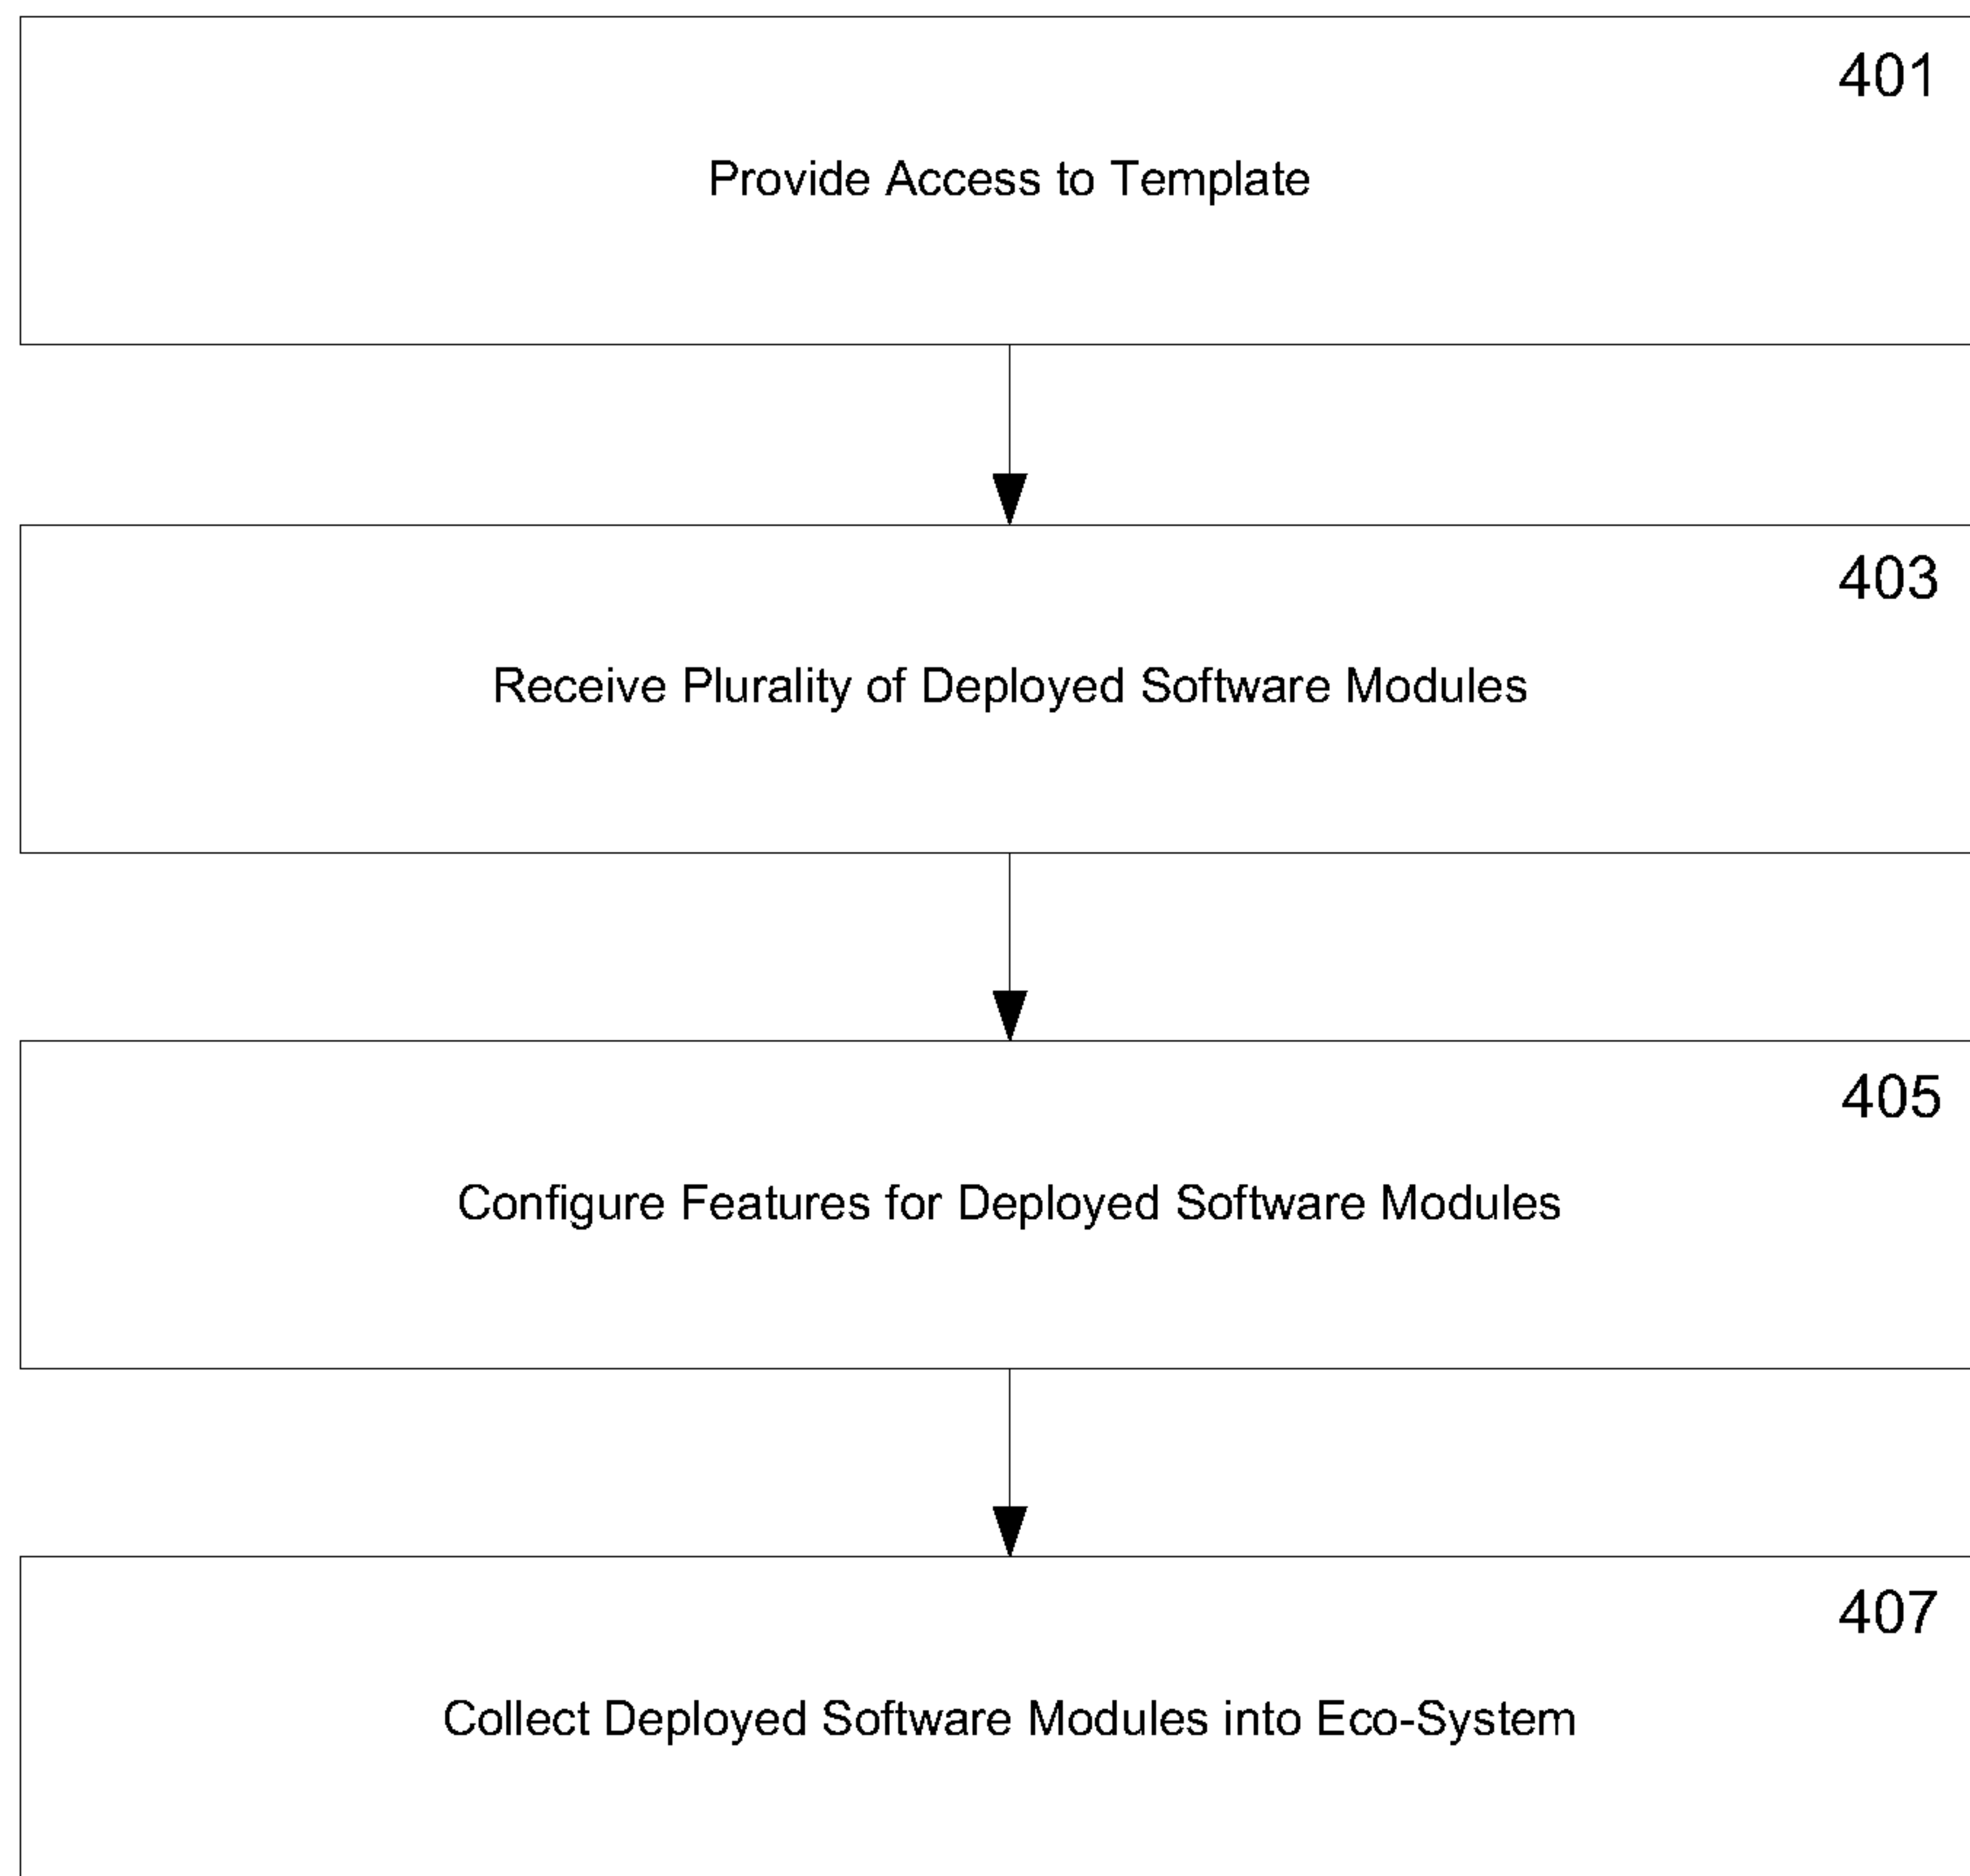 401
Provide Access to Template
403
Receive Plurality of Deployed Software Modules
405
Configure Features for Deployed Software Modules
407
Collect Deployed Software Modules into Eco-System